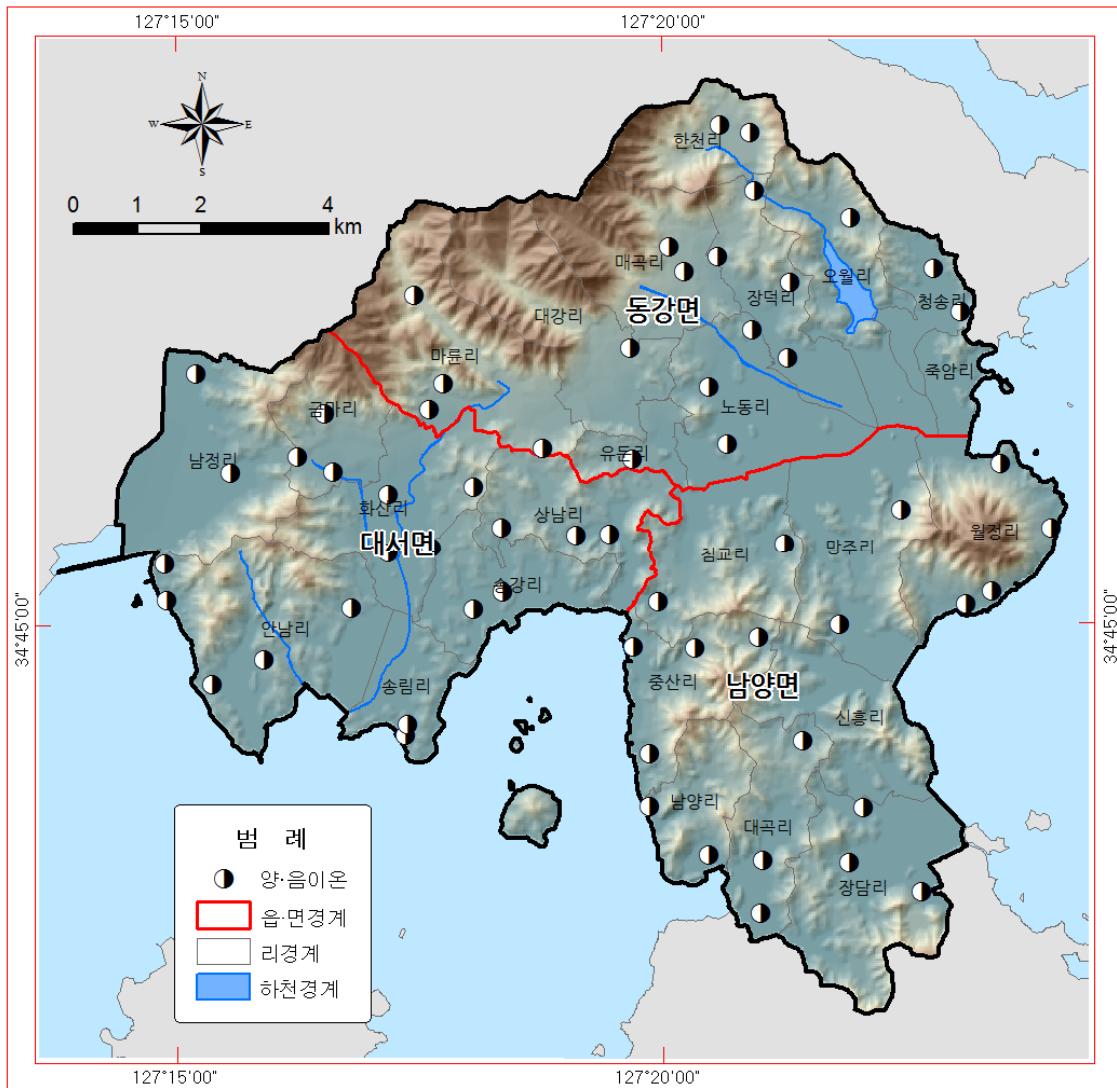 127°15'00"
127°20'00"
N
W
E
S
0 1 2 4
km
한천리
매곡리
오월리
장덕리
청송리
동강면
대강리
마륜리
죽암리
금마리
노동리
남정리
유둔리
화산리
상남리
대서면
월정리
망주리
침교리
송강리
34°45'00"
34°45'00"
안남리
송림리
중산리
남양면
신흥리
남양리
대곡리
장담리
범 례
양·음이온
읍·면경계
리경계
하천경계
127°15'00"
127°20'00"